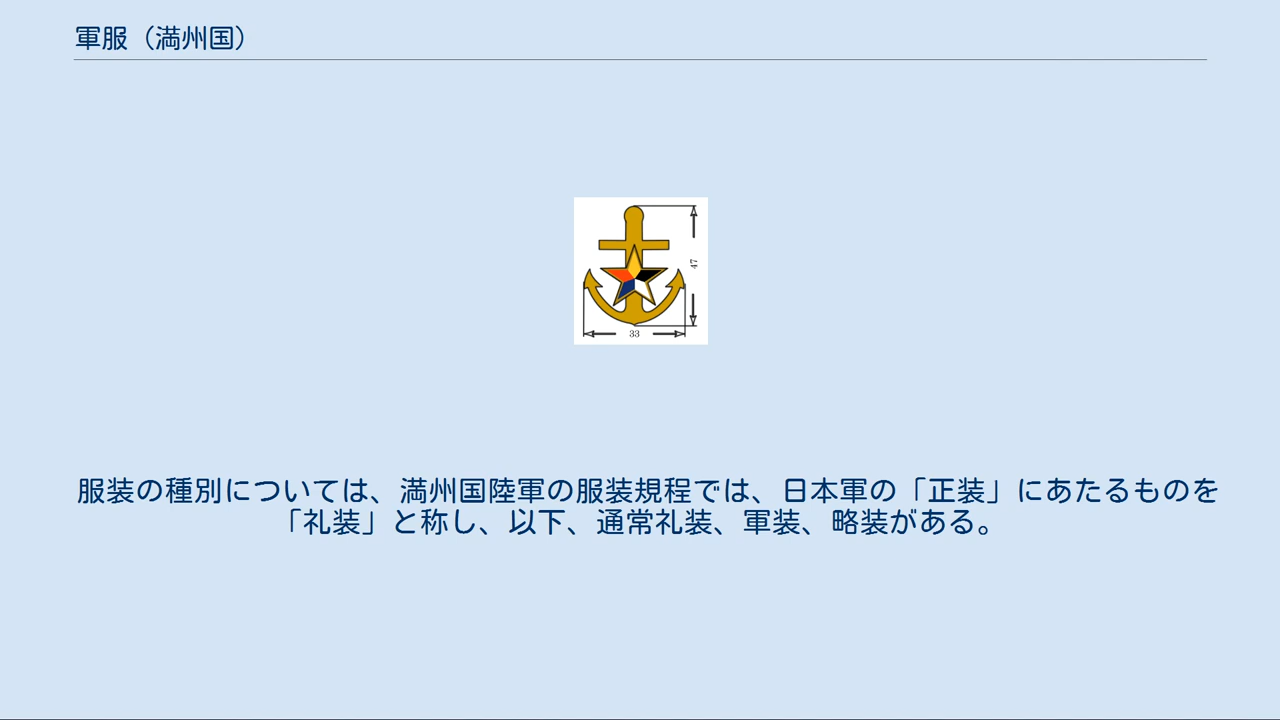 軍服（満州国）
47
33
服装の種別については、満州国陸軍の服装規程では、日本軍の「正装」にあたるものを
「礼装」と称し、以下、通常礼装、軍装、略装がある。